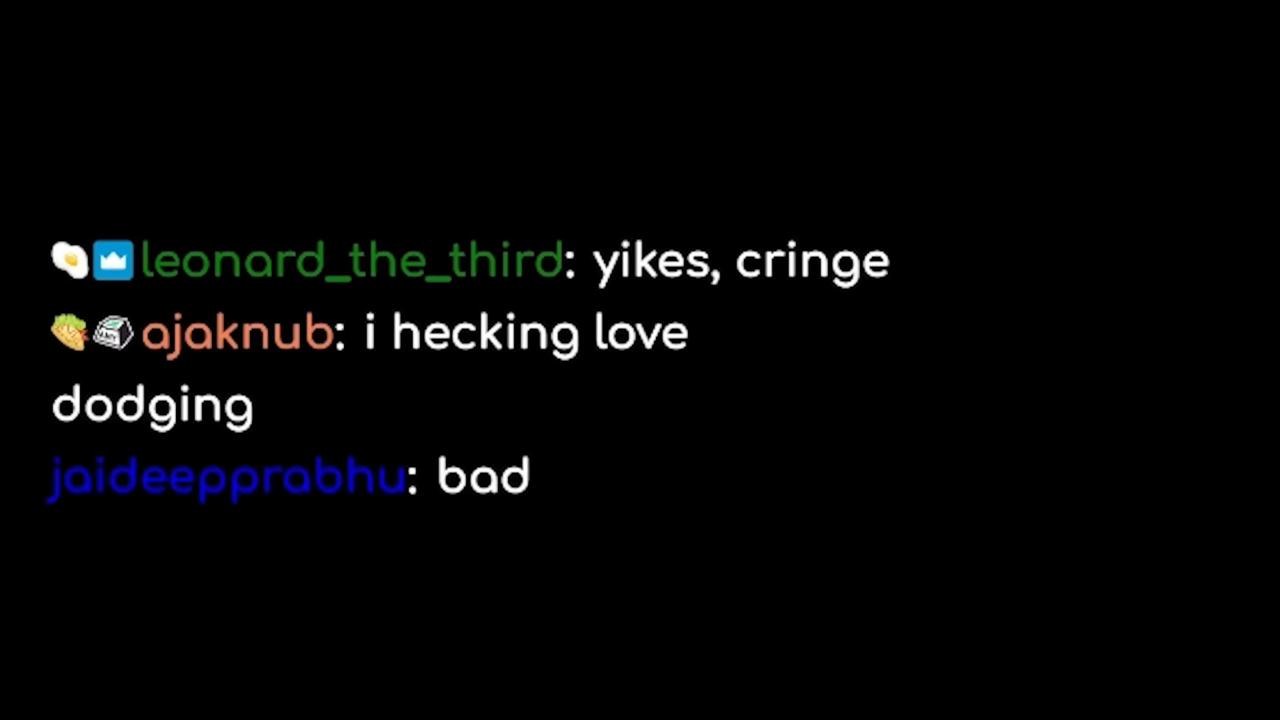 leonard_the_third: yikes, cringe
ajaknub: i hecking love
dodging
jaideepprabhu: bad